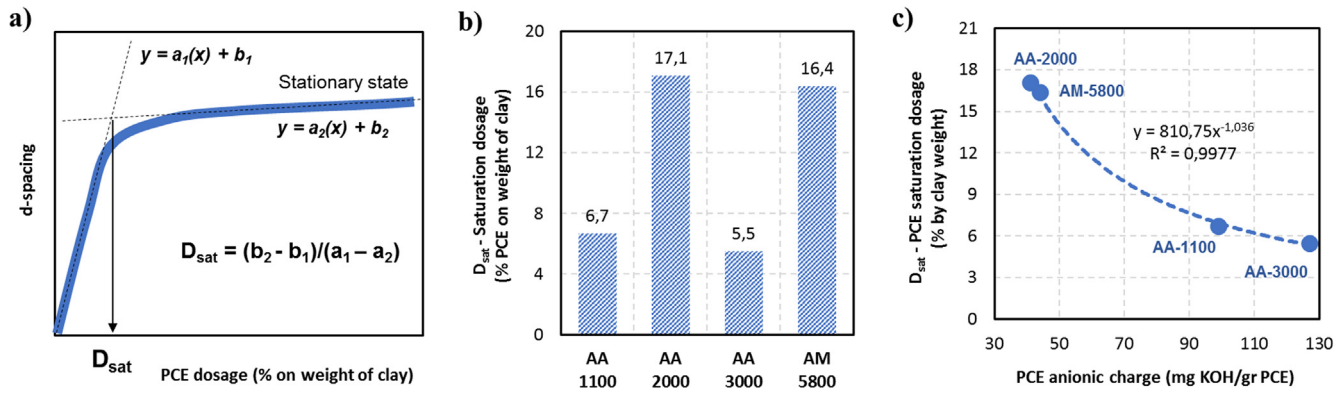 a)
d-spacing
y = a₁(x) + b₁
Stationary state
y = a₂(x) + b₂
Dsat = (b₂ - b₁)/(a₁ – a₂)
Dsat
PCE dosage (% on weight of clay)
b)
Dsat - Saturation dosage
(% PCE on weight of clay)
20
16
12
8
4
0
6,7
17,1
5,5
16,4
AA
1100
AA
2000
AA
3000
AM
5800
c)
Dsat - PCE saturation dosage
(% by clay weight)
21
18
15
12
9
6
3
0
AA-2000
AM-5800
y = 810,75x^-1,036
R² = 0,9977
AA-1100
AA-3000
30
50
70
90
110
130
PCE anionic charge (mg KOH/gr PCE)